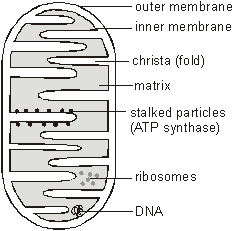 outer membrane
inner membrane
christa (fold)
matrix
stalked particles
(ATP synthase)
ribosomes
DNA